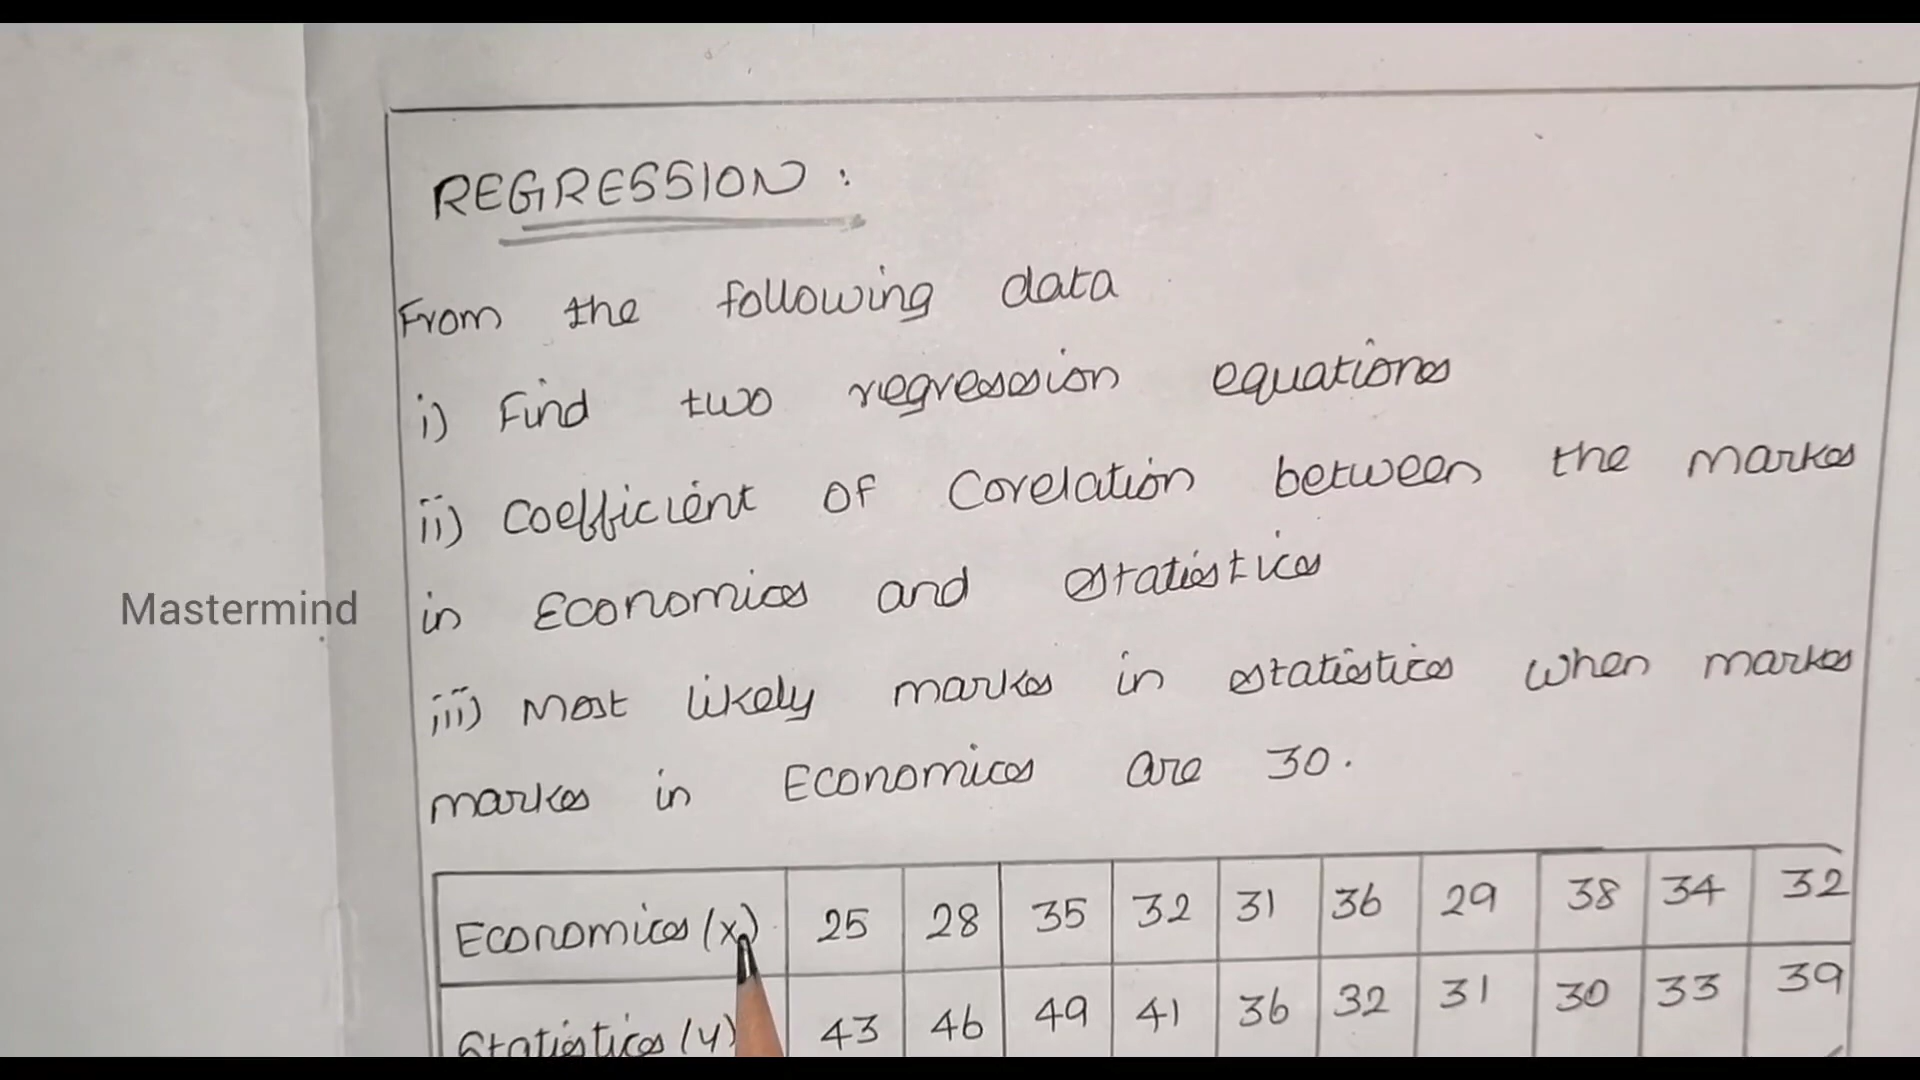 REGRESSION :
From the following data
i) Find two regression equations
ii) Coefficient OF Corelation between the marks
in Economics and statistics
iii) Most likely marks in statistics when marks
marks in Economics are 30.
Economics (x) 25 28 35 32 31 36 29 38 34 32
Statistics (y) 43 46 49 41 36 32 31 30 33 39
Mastermind